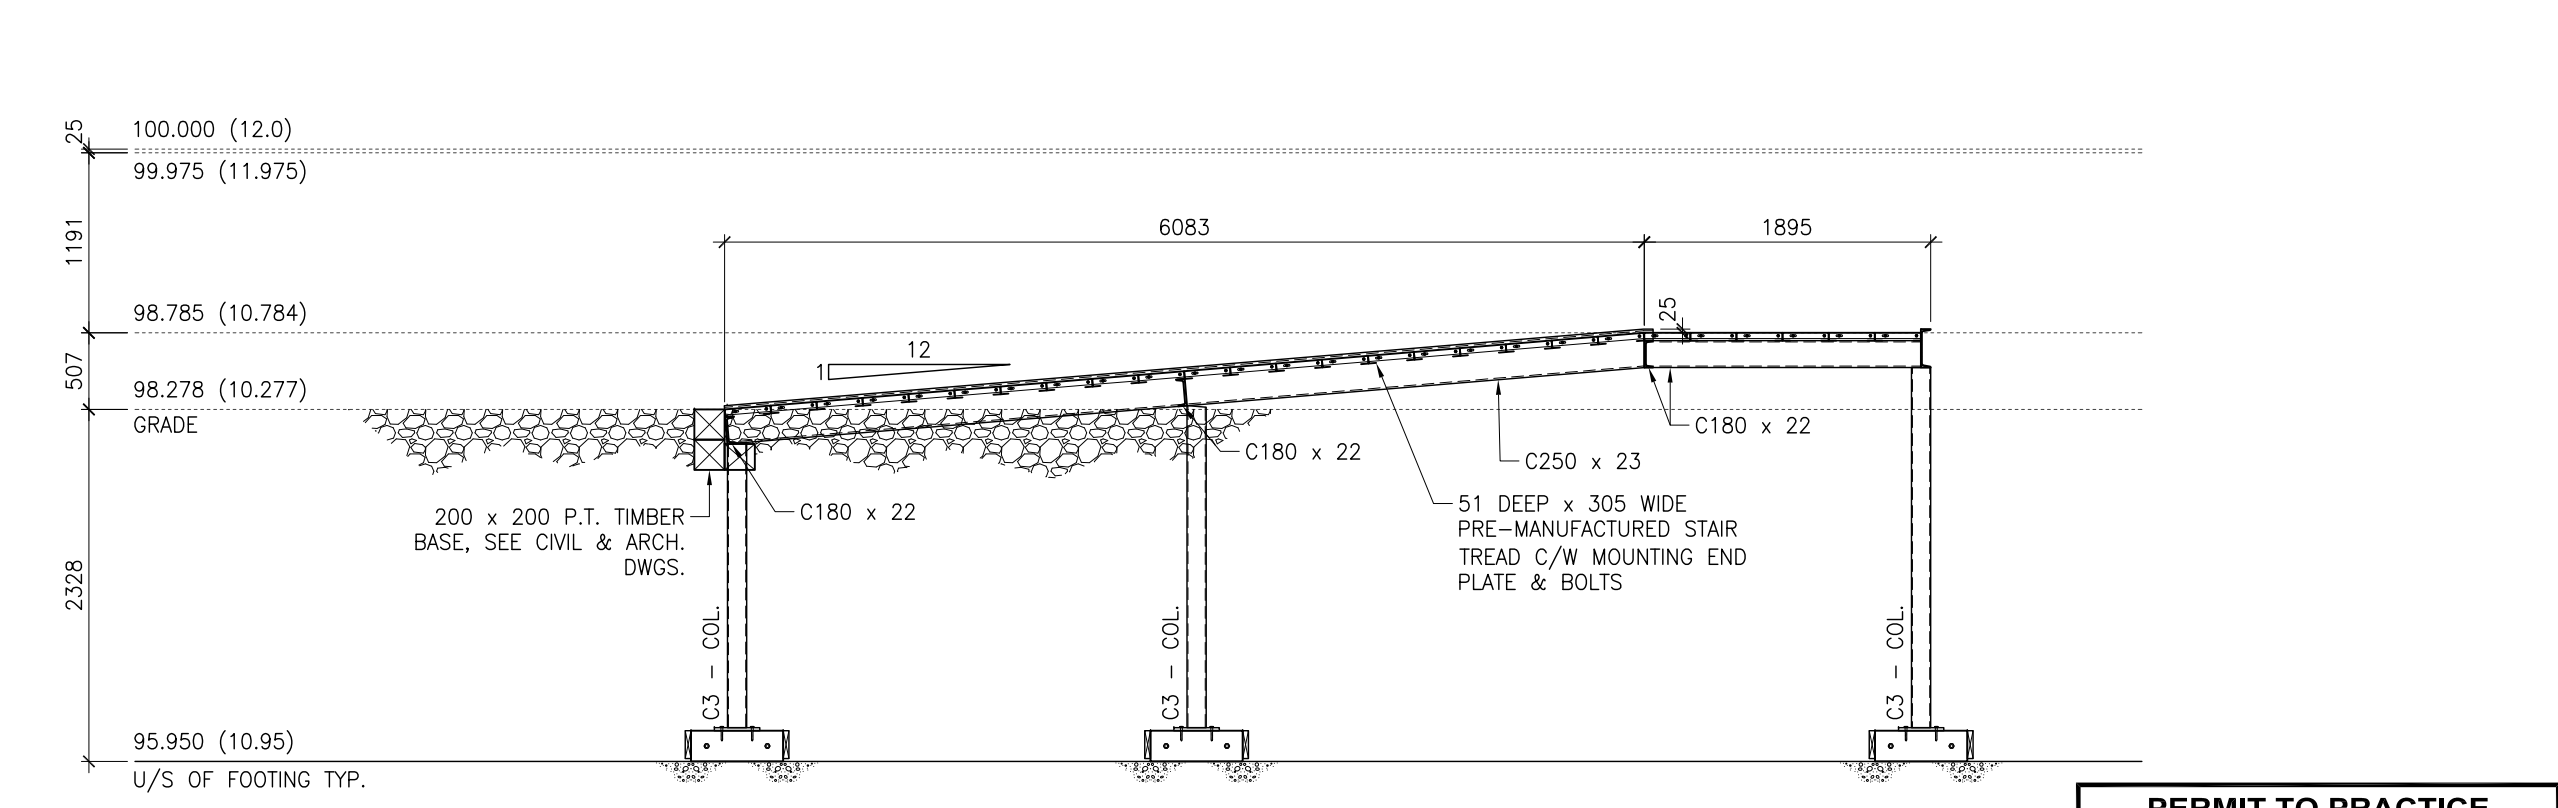 25
100.000 (12.0)
99.975 (11.975)
1191
6083
1895
98.785 (10.784)
25
12
1
507
98.278 (10.277)
GRADE
C180 x 22
C180 x 22
C250 x 23
51 DEEP x 305 WIDE
PRE-MANUFACTURED STAIR
TREAD C/W MOUNTING END
PLATE & BOLTS
C180 x 22
200 x 200 P.T. TIMBER
BASE, SEE CIVIL & ARCH.
DWGS.
2328
C3 - COL.
C3 - COL.
C3 - COL.
95.950 (10.95)
U/S OF FOOTING TYP.
PERMIT TO PRACTICE